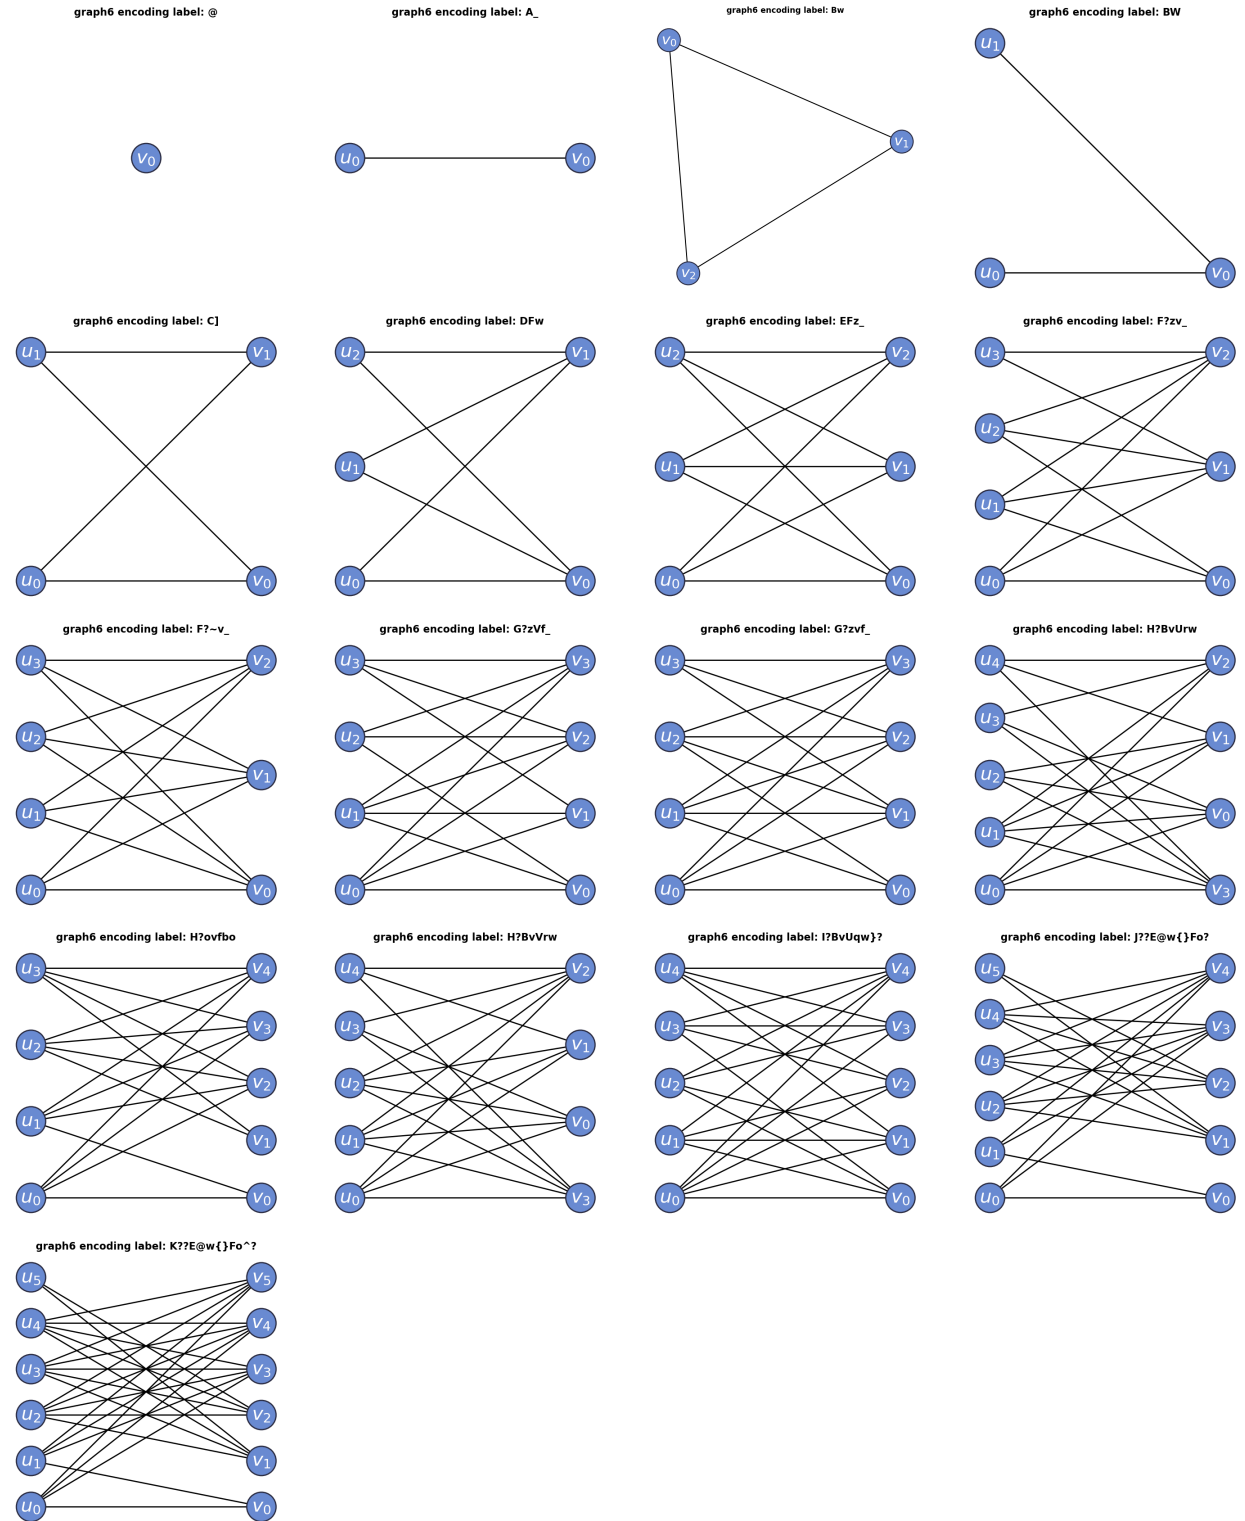 graph6 encoding label: @
v0
graph6 encoding label: A_
u0 v0
graph6 encoding label: Bw
v0
v1
v2
graph6 encoding label: BW
u1
u0 v0
graph6 encoding label: C]
u1 v1
u0 v0
graph6 encoding label: DFw
u2 v1
u1
u0 v0
graph6 encoding label: EFz_
u2 v2
u1 v1
u0 v0
graph6 encoding label: F?zv_
u3 v2
u2
v1
u1
u0 v0
graph6 encoding label: F?~v_
u3 v2
u2
v1
u1
u0 v0
graph6 encoding label: G?zVf_
u3 v3
u2 v2
u1 v1
u0 v0
graph6 encoding label: G?zvf_
u3 v3
u2 v2
u1 v1
u0 v0
graph6 encoding label: H?BvUrw
u4 v2
u3
v1
u2
v0
u1
u0 v3
graph6 encoding label: H?ovfbo
u3 v4
v3
u2
v2
u1
v1
u0 v0
graph6 encoding label: H?BvVrw
u4 v2
u3
v1
u2
v0
u1
u0 v3
graph6 encoding label: I?BvUqw}?
u4 v4
u3 v3
u2 v2
u1 v1
u0 v0
graph6 encoding label: J??E@w{}Fo?
u5 v4
u4
v3
u3
v2
u2
v1
u1
u0 v0
graph6 encoding label: K??E@w{}Fo^?
u5 v5
u4 v4
u3 v3
u2 v2
u1 v1
u0 v0